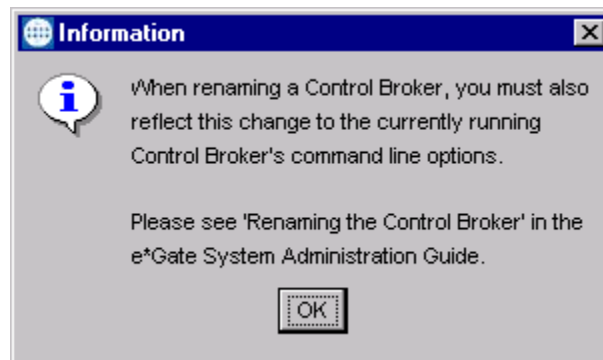 Information
When renaming a Control Broker, you must also
reflect this change to the currently running
Control Broker's command line options.
Please see 'Renaming the Control Broker' in the
e*Gate System Administration Guide.
OK